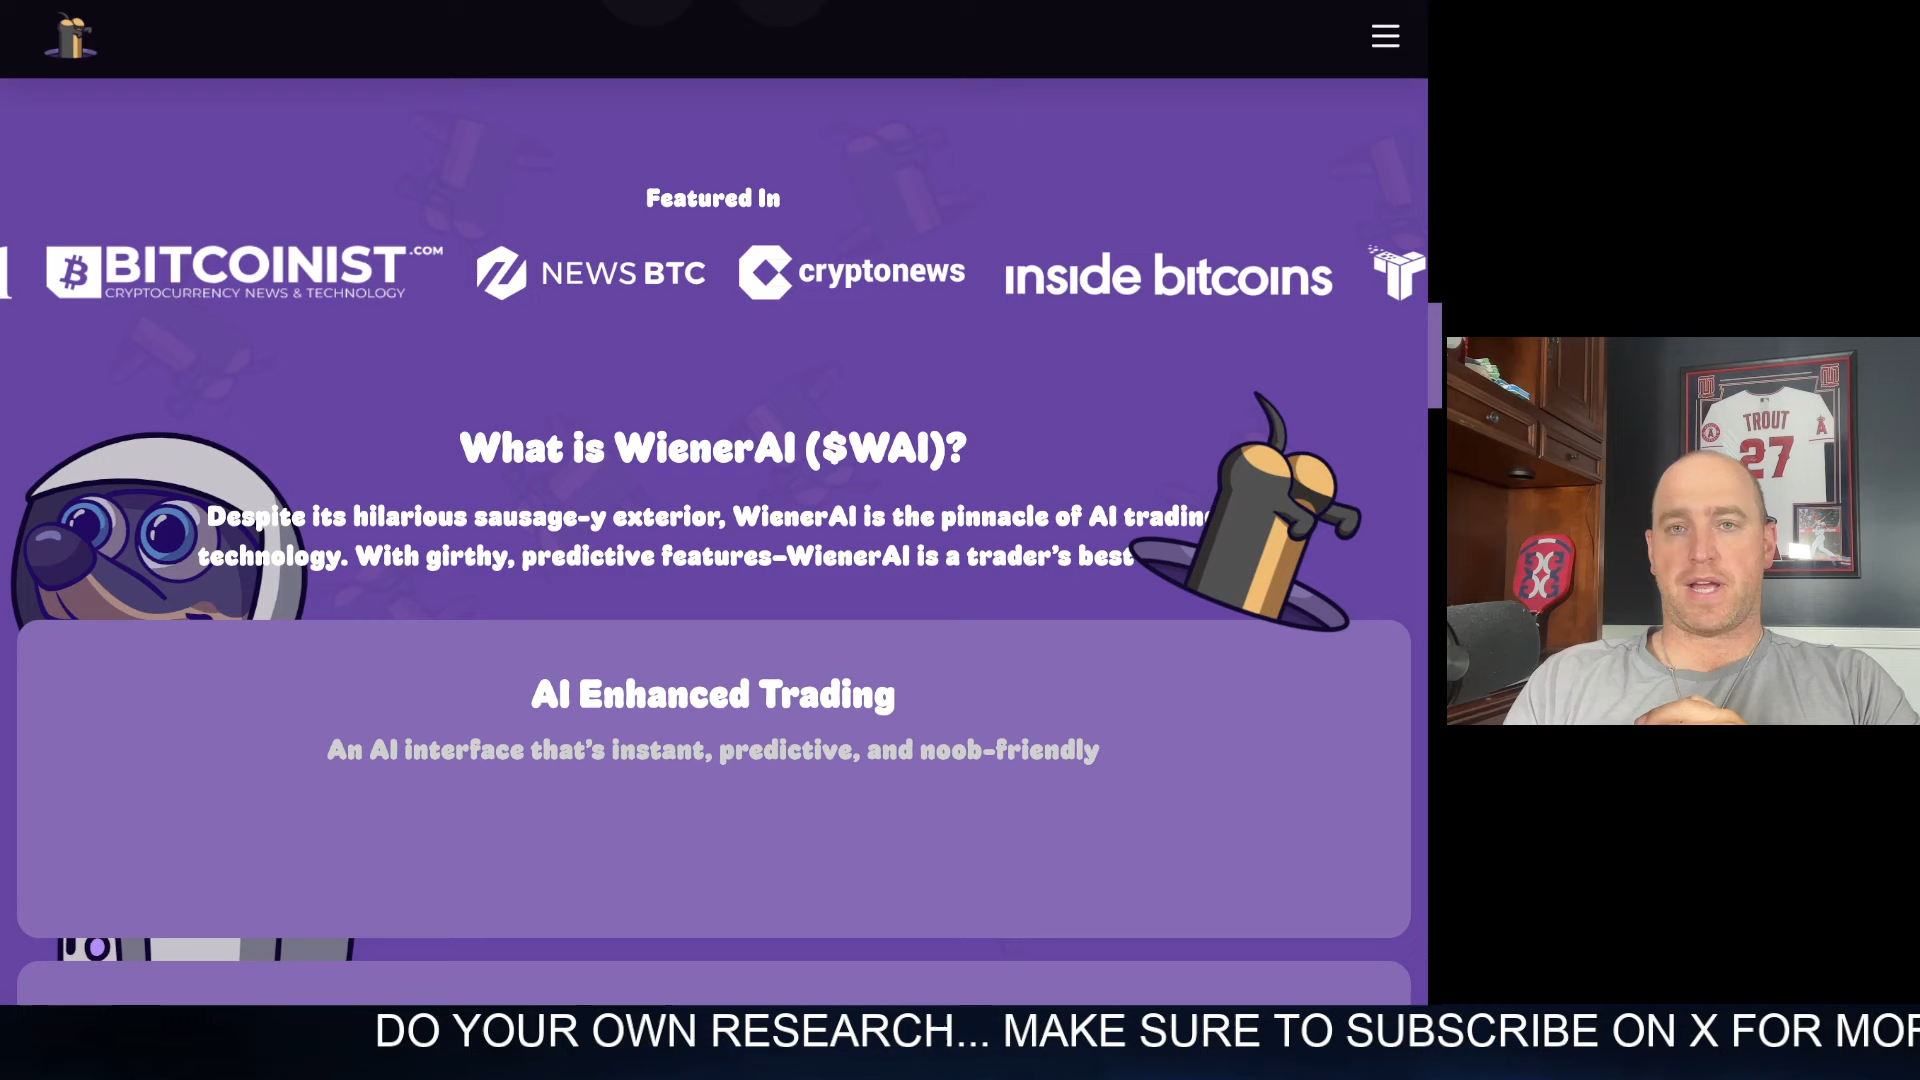 Featured In
BITCOINIST.COM
CRYPTOCURRENCY NEWS & TECHNOLOGY
NEWS BTC
cryptonews
inside bitcoins
What is WienerAI ($WAI)?
Despite its hilarious sausage-y exterior, WienerAI is the pinnacle of AI trading
technology. With girthy, predictive features–WienerAI is a trader's best
AI Enhanced Trading
An AI interface that's instant, predictive, and noob-friendly
TROUT
27
DO YOUR OWN RESEARCH... MAKE SURE TO SUBSCRIBE ON X FOR MOR